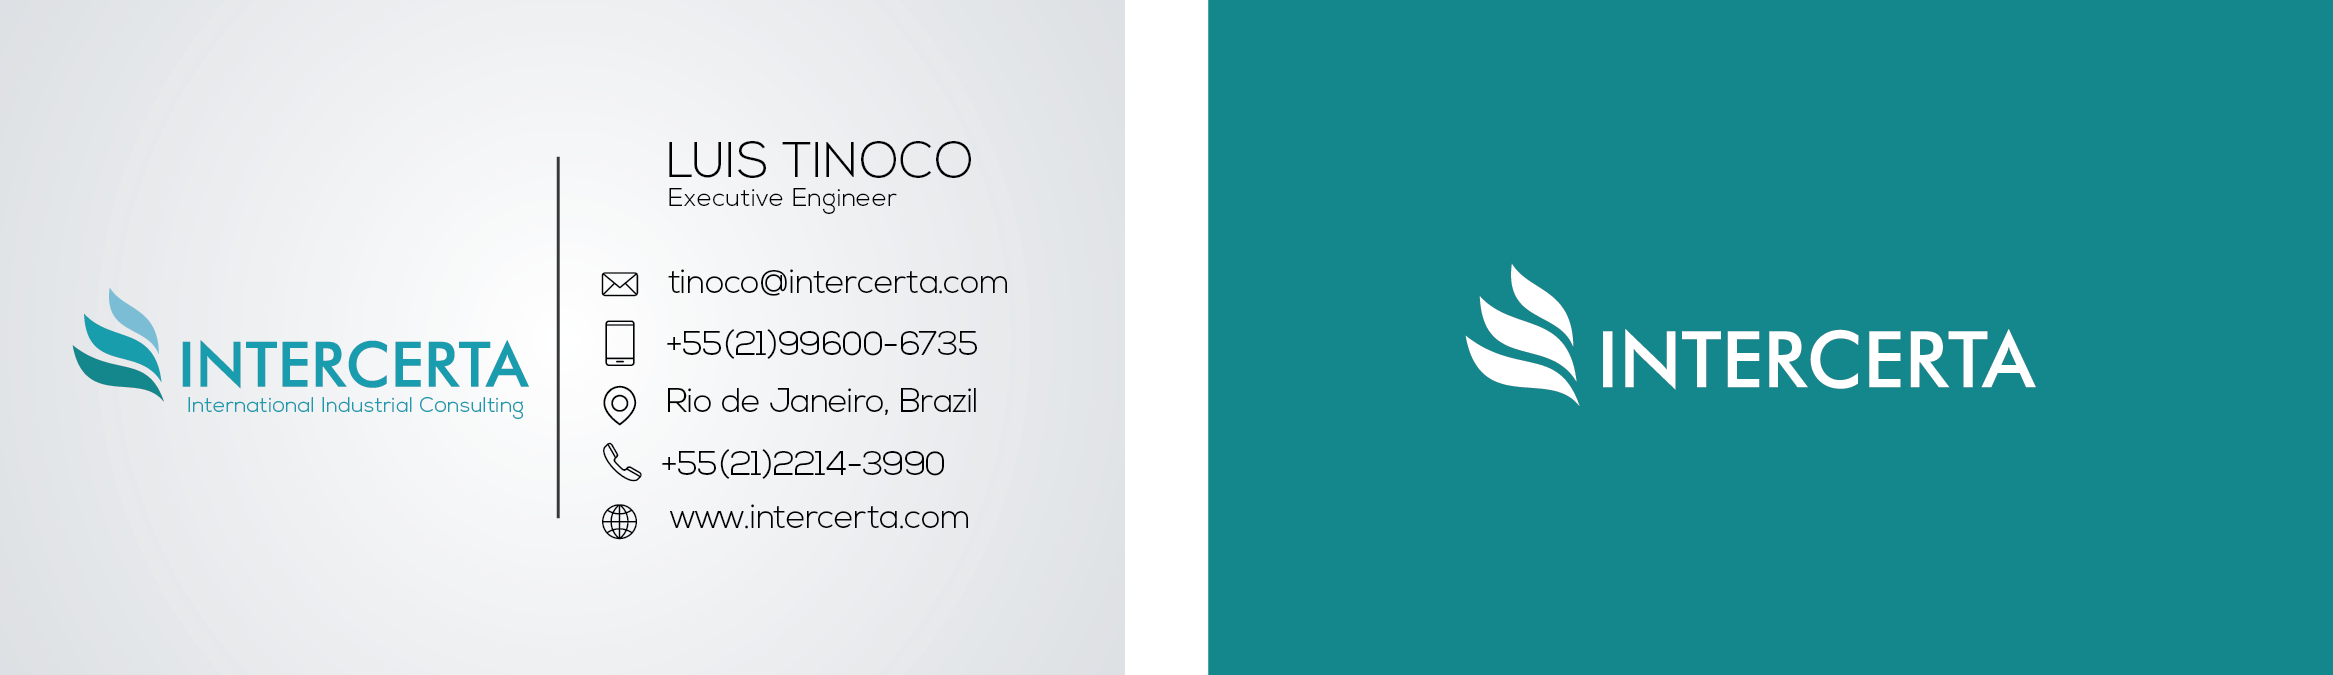 LUIS TINOCO
Executive Engineer
tinoco@intercerta.com
+55(21)99600-6735
Rio de Janeiro, Brazil
+55(21)2214-3990
www.intercerta.com
INTERCERTA
International Industrial Consulting
INTERCERTA